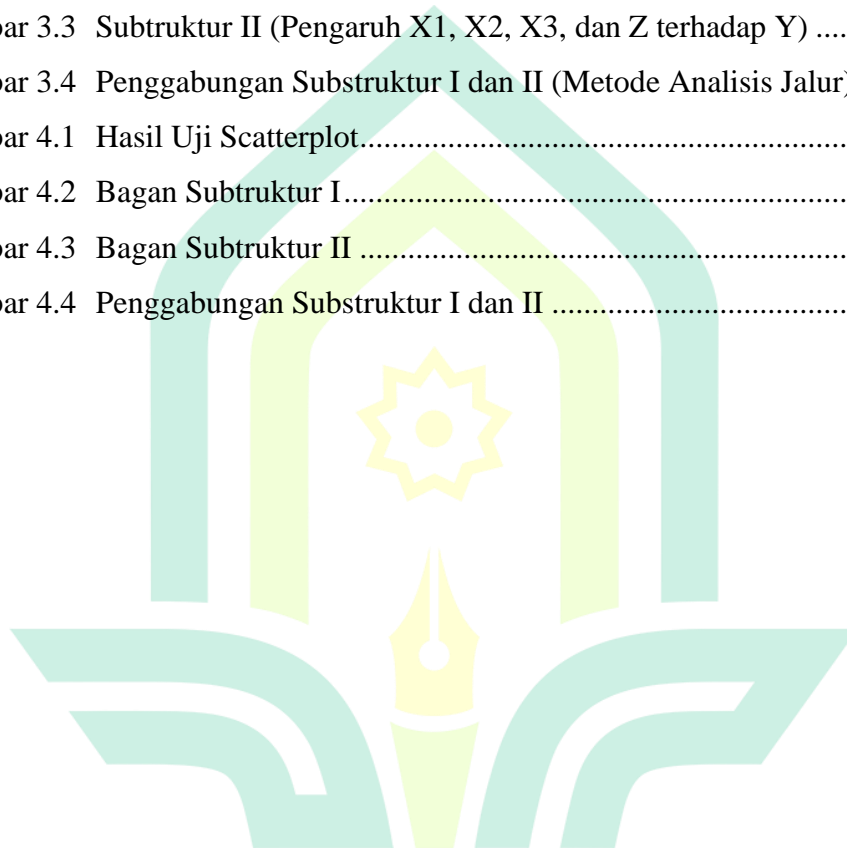 bar 3.3 Subtruktur II (Pengaruh X1, X2, X3, dan Z terhadap Y) ....
bar 3.4 Penggabungan Substruktur I dan II (Metode Analisis Jalur)
bar 4.1 Hasil Uji Scatterplot.............................................................
bar 4.2 Bagan Subtruktur I...............................................................
bar 4.3 Bagan Subtruktur II .............................................................
bar 4.4 Penggabungan Substruktur I dan II .....................................